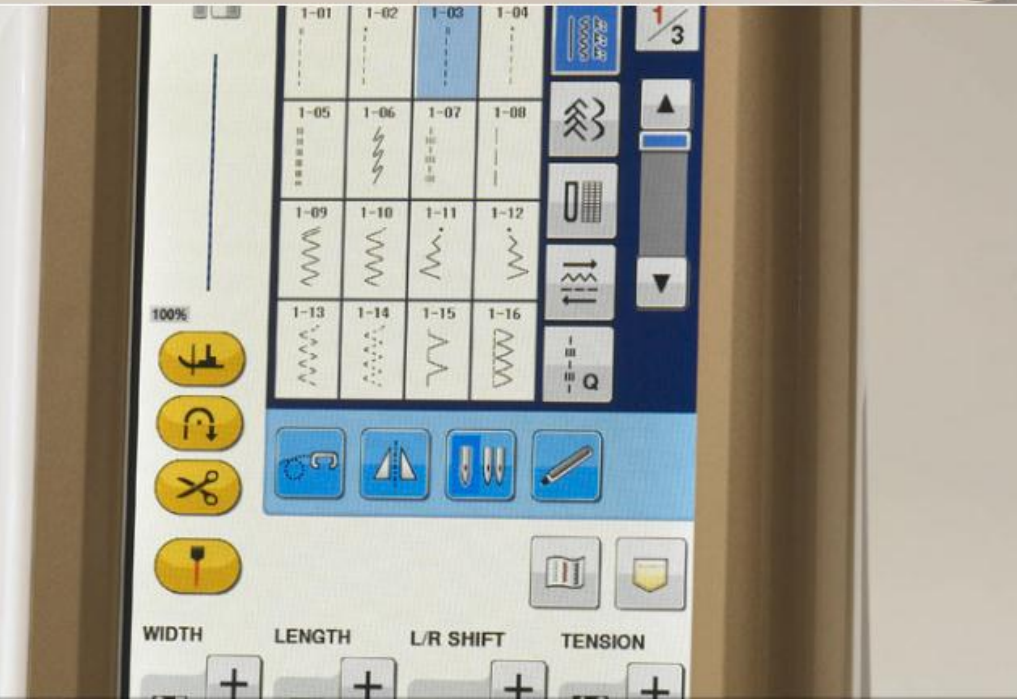 1-01 1-02 1-03 1-04
1/3
1-05 1-06 1-07 1-08
1-09 1-10 1-11 1-12
100%
1-13 1-14 1-15 1-16
Q
WIDTH LENGTH L/R SHIFT TENSION
+ + + +